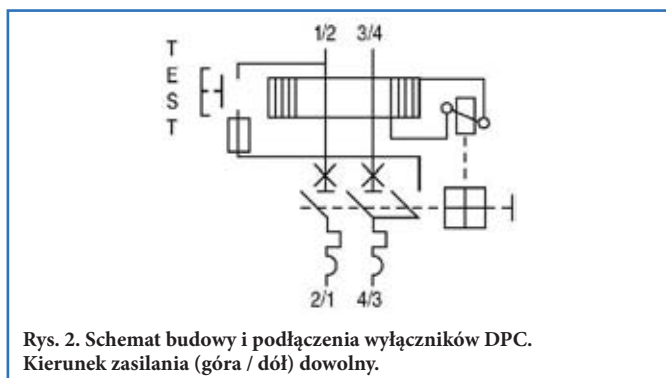 1/2 3/4
T
E
S
T
2/1 4/3
Rys. 2. Schemat budowy i podłączenia wyłączników DPC.
Kierunek zasilania (góra / dół) dowolny.